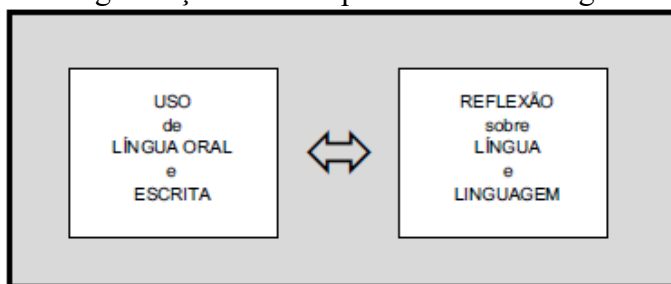 USO
de
LÍNGUA ORAL
e
ESCRITA
REFLEXÃO
sobre
LÍNGUA
e
LINGUAGEM